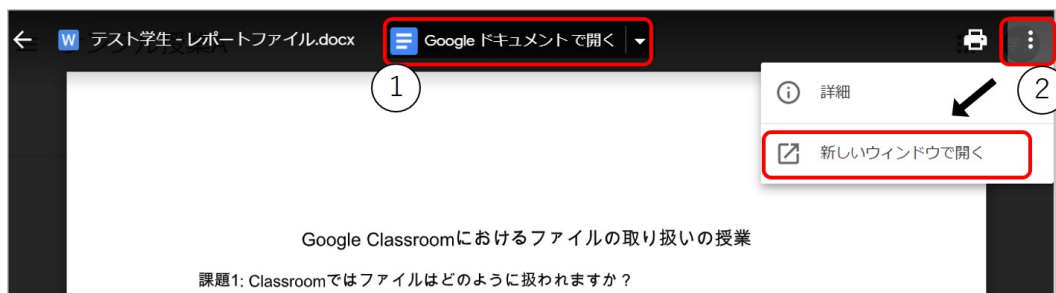 W テスト学生 - レポートファイル.docx Google ドキュメント で開く
1
2
詳細
新しいウィンドウで開く
Google Classroomにおけるファイルの取り扱いの授業
課題1: Classroomではファイルはどのように扱われますか？